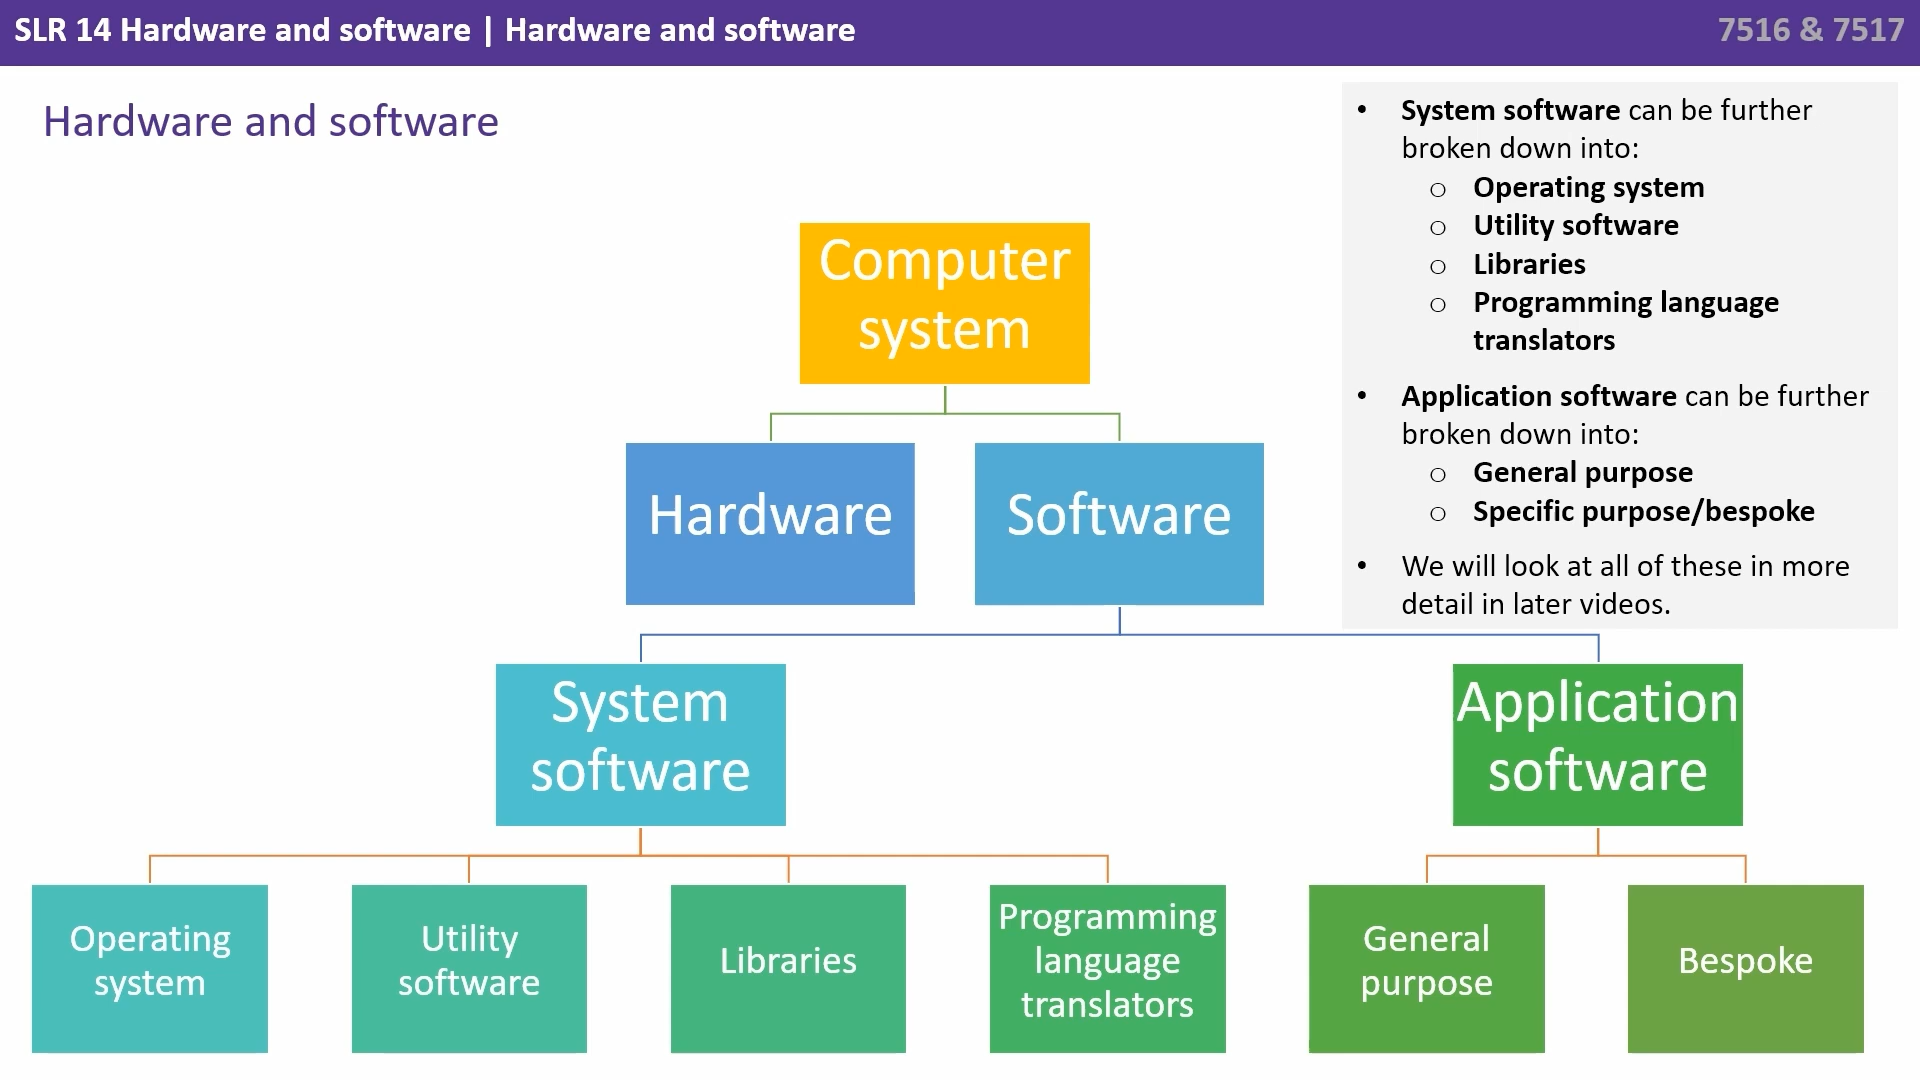 SLR 14 Hardware and software | Hardware and software
7516 & 7517
Hardware and software
• System software can be further
broken down into:
o Operating system
o Utility software
o Libraries
o Programming language
translators
• Application software can be further
broken down into:
o General purpose
o Specific purpose/bespoke
• We will look at all of these in more
detail in later videos.
Computer
system
Hardware
Software
System
software
Application
software
Operating
system
Utility
software
Libraries
Programming
language
translators
General
purpose
Bespoke